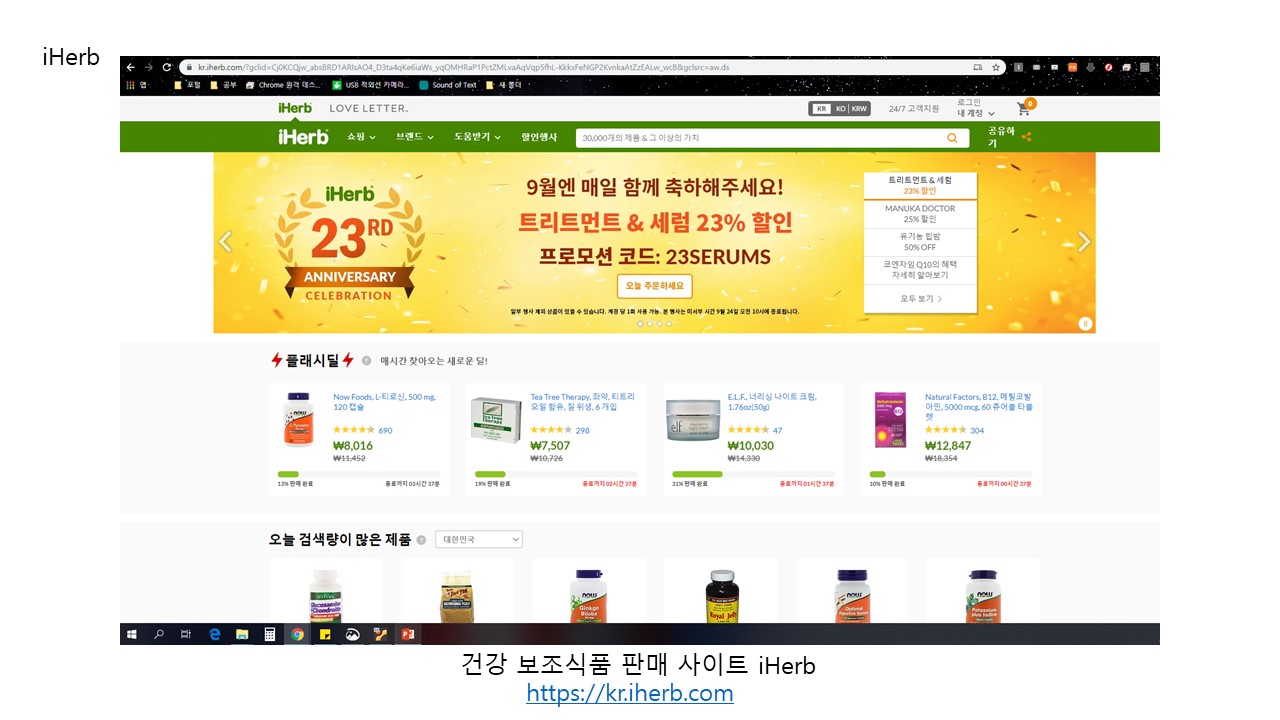 iHerb
kr.iherb.com/?gclid=Cj0KCQjw_absBRD1ARIsAO4_D3ta4qKe6iaWs_yqOMHRaP1PctZMLvaAqVqp5fhL-KkkxFeNGP2KvnkaAtZzEALw_wcB&gclsrc=aw.ds
앱
포털
공부
Chrome 원격 데스...
USB 적외선 카메라...
Sound of Text
새 폴더
iHerb
LOVE LETTER
KR KO KRW
24/7 고객지원
로그인
내 계정
0
iHerb
쇼핑
브랜드
도움받기
할인행사
30,000개의 제품 & 그 이상의 가치
공유하
기
iHerb
23RD
ANNIVERSARY
CELEBRATION
9월엔 매일 함께 축하해주세요!
트리트먼트 & 세럼 23% 할인
프로모션 코드: 23SERUMS
오늘 주문하세요
일부 행사 제외 상품이 있을 수 있습니다. 계정 당 1회 사용 가능. 본 행사는 미서부 시간 9월 24일 오전 10시에 종료됩니다.
트리트먼트 & 세럼
23% 할인
MANUKA DOCTOR
25% 할인
유기농 립밤
50% OFF
코엔자임 Q10의 혜택
자세히 알아보기
모두 보기
플래시딜
매시간 찾아오는 새로운 딜!
Now Foods, L-티로신, 500 mg,
120 캡슐
690
₩8,016
₩11,452
13% 판매 완료
종료까지 03시간 37분
Tea Tree Therapy, 좌약, 티트리
오일 함유, 질 위생, 6 개입
298
₩7,507
₩10,726
19% 판매 완료
종료까지 02시간 37분
E.L.F., 너리싱 나이트 크림,
1.76oz(50g)
47
₩10,030
₩14,330
31% 판매 완료
종료까지 01시간 37분
Natural Factors, B12, 메틸코발
아민, 5000 mcg, 60 츄어블 타블
렛
304
₩12,847
₩18,354
10% 판매 완료
종료까지 00시간 37분
오늘 검색량이 많은 제품
대한민국
Glucosamine
Chondroitin
NOW
Ginkgo
Biloba
Royal Jelly
NOW
Optimal
NOW
Potassium
plus Iodine
건강 보조식품 판매 사이트 iHerb
https://kr.iherb.com